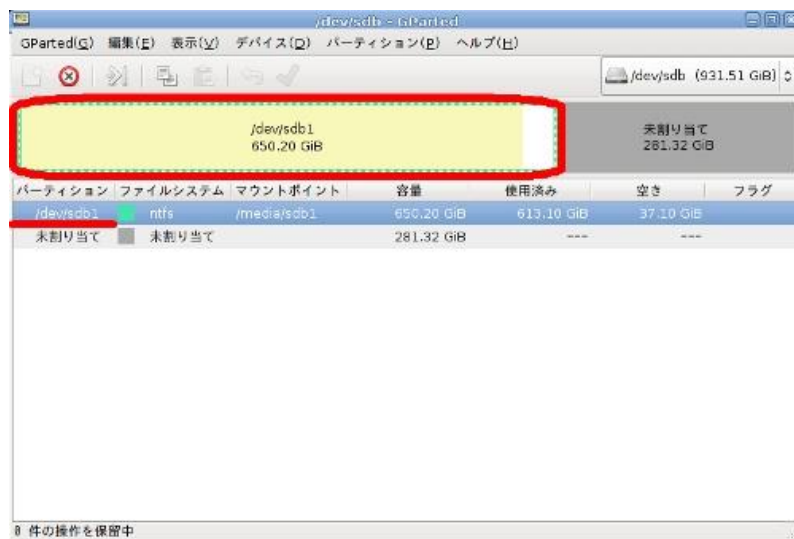 /dev/sdb - GParted
GParted(G) 編集(E) 表示(V) デバイス(D) パーティション(P) ヘルプ(H)
/dev/sdb (931.51 GiB)
/dev/sdb1
650.20 GiB
未割り当て
281.32 GiB
パーティション ファイルシステム マウントポイント 容量 使用済み 空き フラグ
/dev/sdb1 ntfs /media/sdb1 650.20 GiB 613.10 GiB 37.10 GiB
未割り当て 未割り当て 281.32 GiB --- ---
0 件の操作を保留中